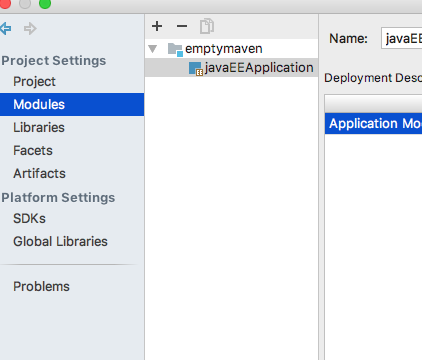 Project Settings
Project
Modules
Libraries
Facets
Artifacts
Platform Settings
SDKs
Global Libraries
Problems
emptymaven
javaEEApplication
Name: javaEE
Deployment Desc
Application Mo